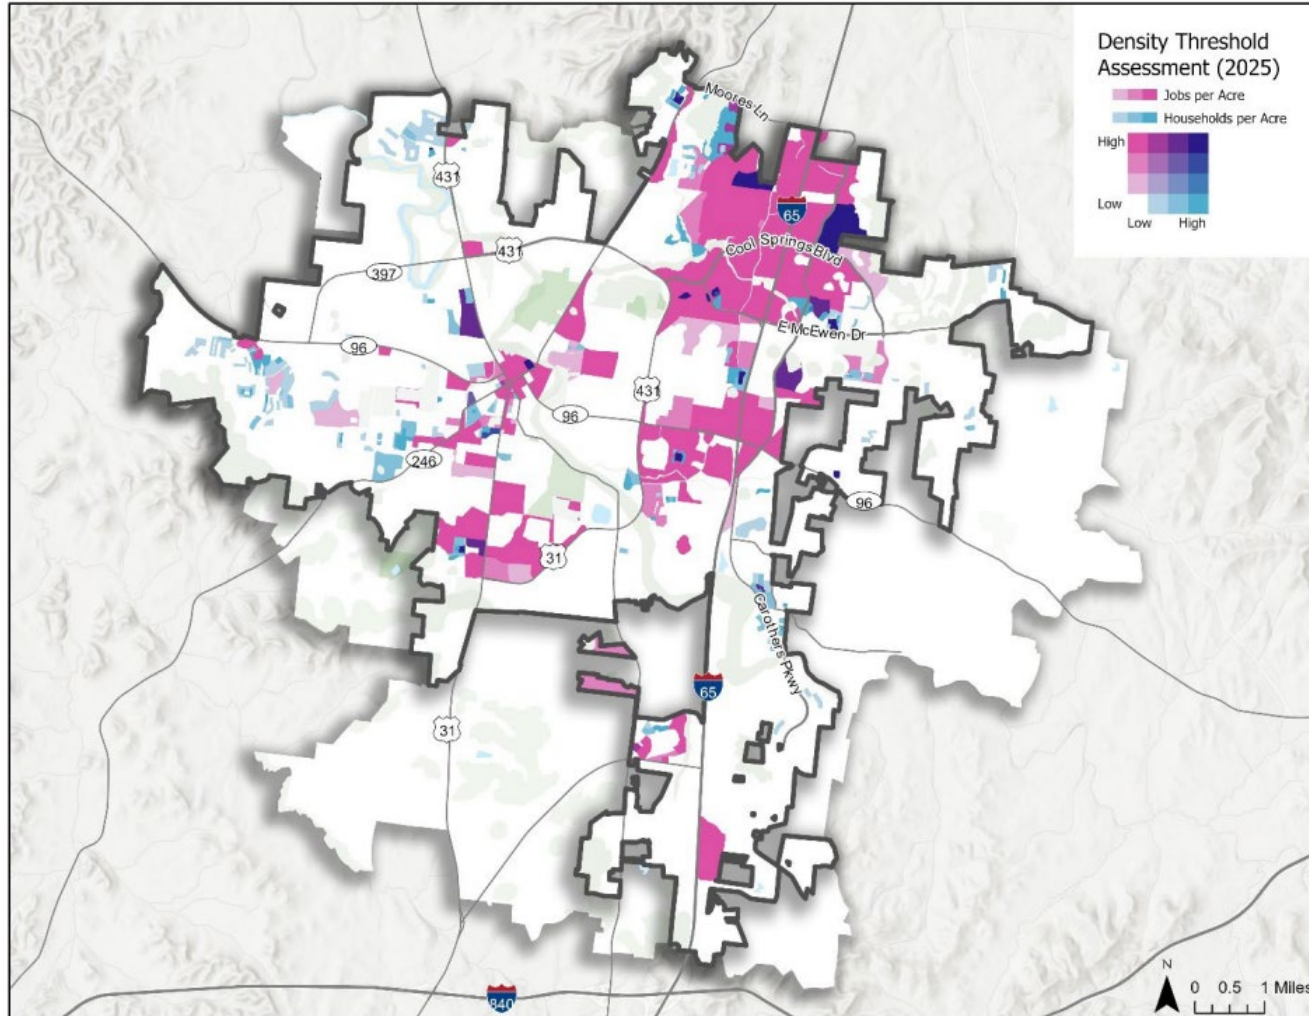 Density Threshold
Assessment (2025)
Jobs per Acre
Households per Acre
High
Low
Low High
Moores Ln
431
65
Cool Springs Blvd
431
397
E McEwen Dr
96
431
96
246
96
31
Carothers Pkwy
65
31
N
0 0.5 1 Miles
840